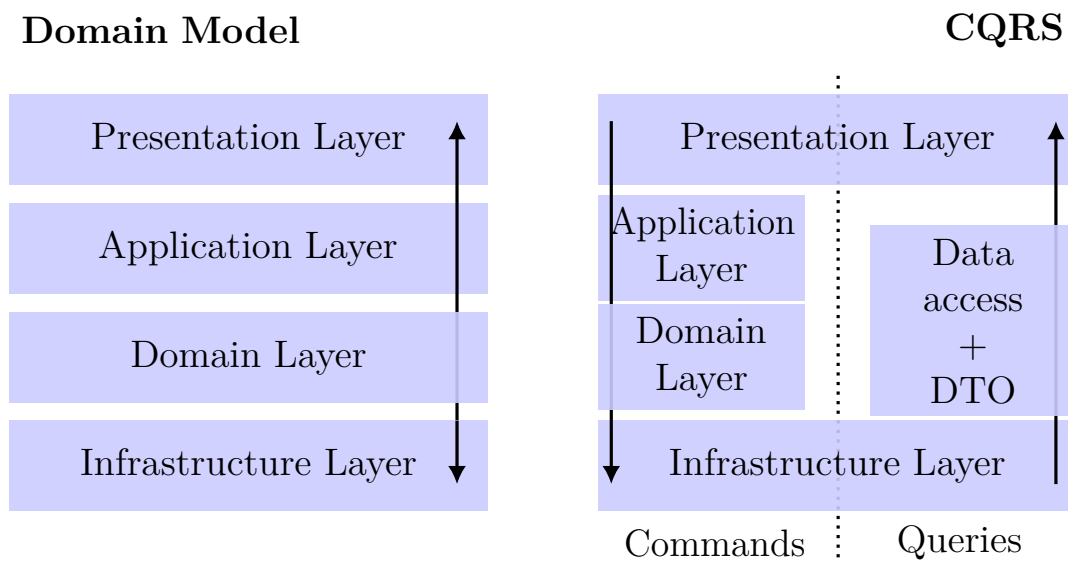 Domain Model
Presentation Layer
Application Layer
Domain Layer
Infrastructure Layer
CQRS
Presentation Layer
Application
Layer
Domain
Layer
Data
access
+
DTO
Infrastructure Layer
Commands
Queries